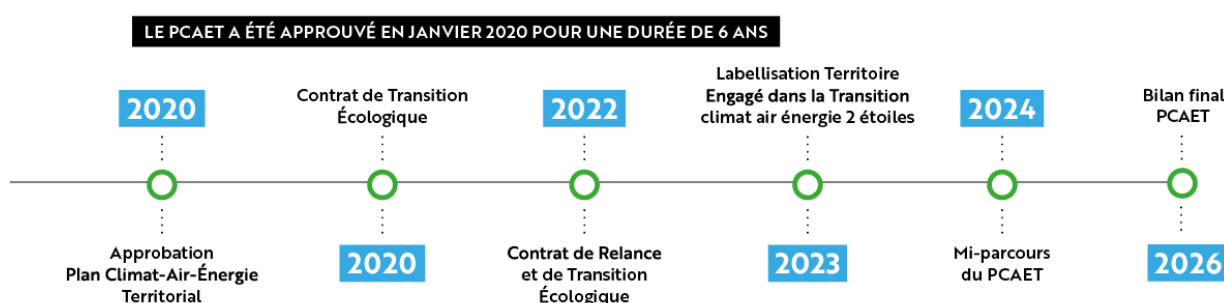 LE PCAET A ÉTÉ APPROUVÉ EN JANVIER 2020 POUR UNE DURÉE DE 6 ANS
2020
Approbation
Plan Climat-Air-Énergie
Territorial
Contrat de Transition
Écologique
2020
2022
Contrat de Relance
et de Transition
Écologique
Labellisation Territoire
Engagé dans la Transition
climat air énergie 2 étoiles
2023
2024
Mi-parcours
du PCAET
Bilan final
PCAET
2026